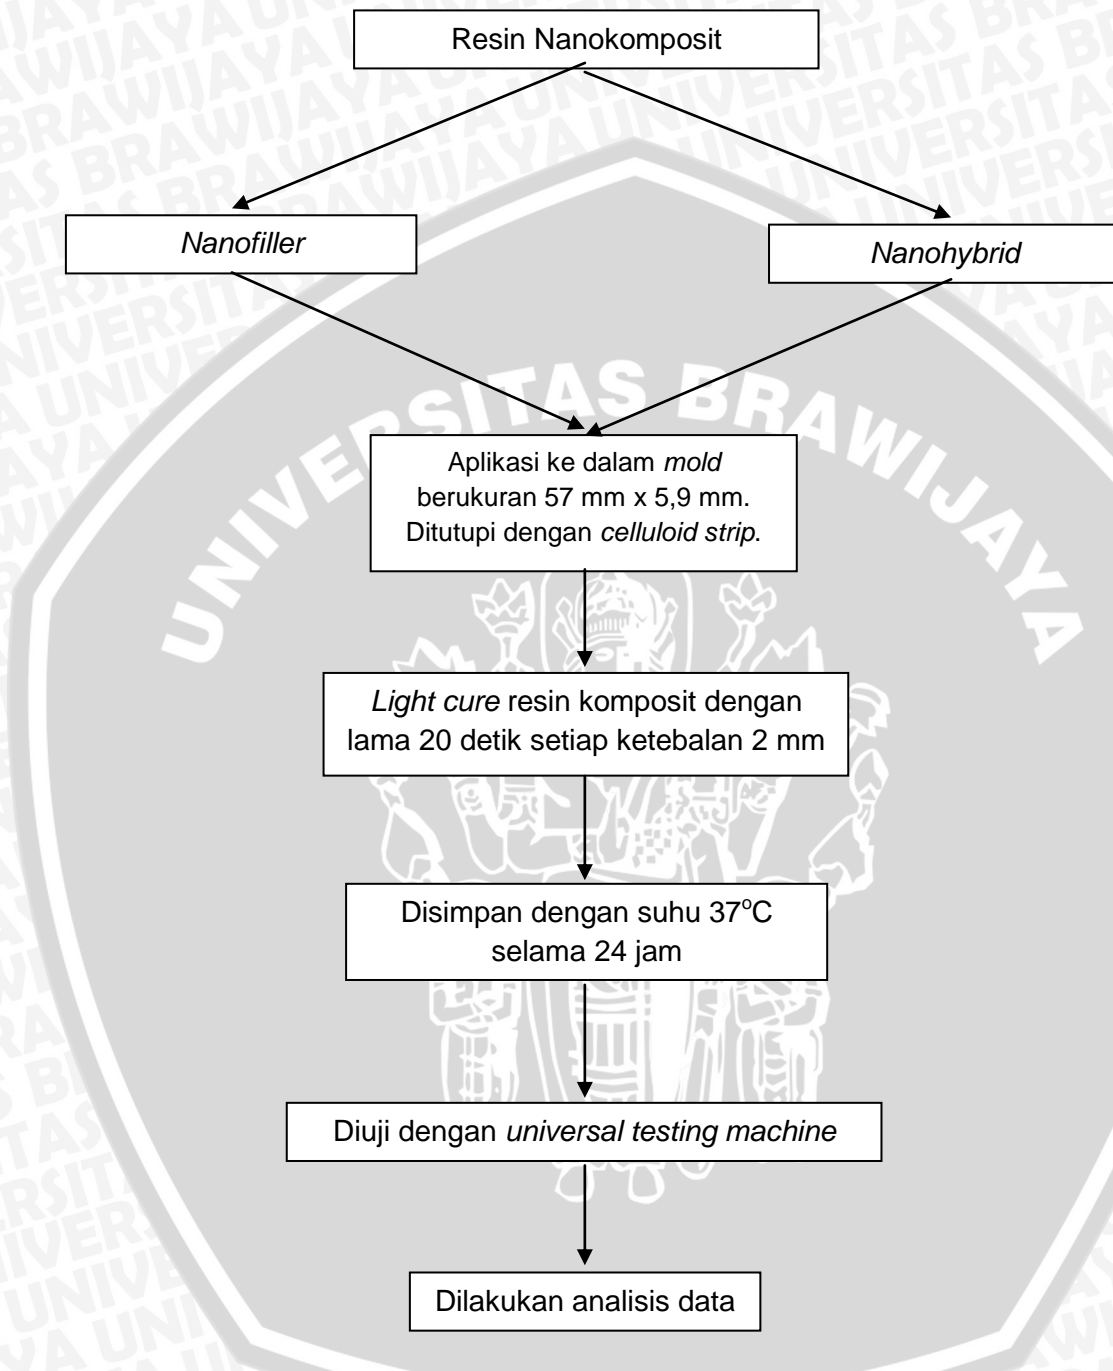 Resin Nanokomposit
Nanofiller
Nanohybrid
Aplikasi ke dalam mold
berukuran 57 mm x 5,9 mm.
Ditutupi dengan celluloid strip.
Light cure resin komposit dengan
lama 20 detik setiap ketebalan 2 mm
Disimpan dengan suhu 37°C
selama 24 jam
Diuji dengan universal testing machine
Dilakukan analisis data
UNIVERSITAS BRAWIJAYA